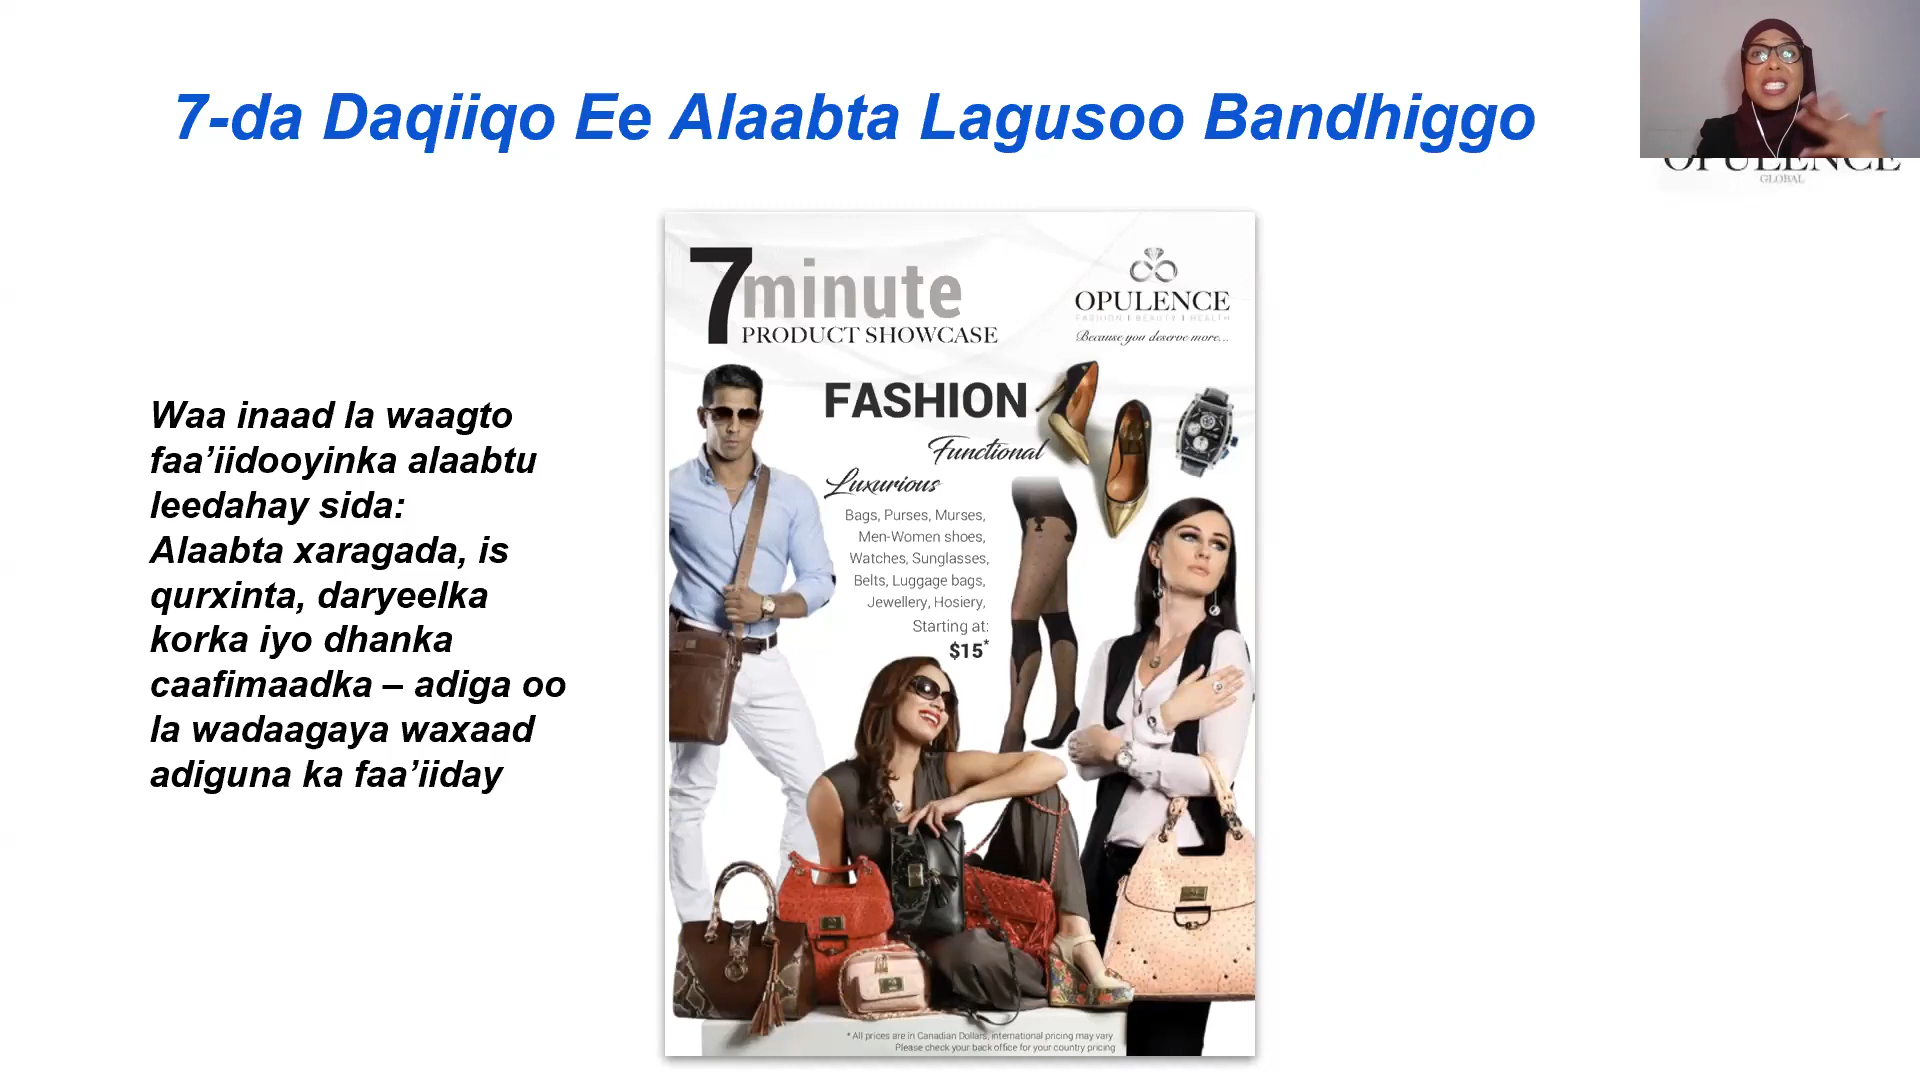 7-da Daqiiqo Ee Alaabta Lagusoo Bandhiggo
OPULENCE
GLOBAL
Waa inaad la waagto
faa’iidooyinka alaabtu
leedahay sida:
Alaabta xaragada, is
qurxinta, daryeelka
korka iyo dhanka
caafimaadka – adiga oo
la wadaagaya waxaad
adiguna ka faa’iiday
7minute
PRODUCT SHOWCASE
OPULENCE
FASHION | BEAUTY | HEALTH
Because you deserve more...
FASHION
Functional
Luxurious
Bags, Purses, Murses,
Men-Women shoes,
Watches, Sunglasses,
Belts, Luggage bags,
Jewellery, Hosiery,
Starting at:
$15*
* All prices are in Canadian Dollars, international pricing may vary
Please check your back office for your country pricing